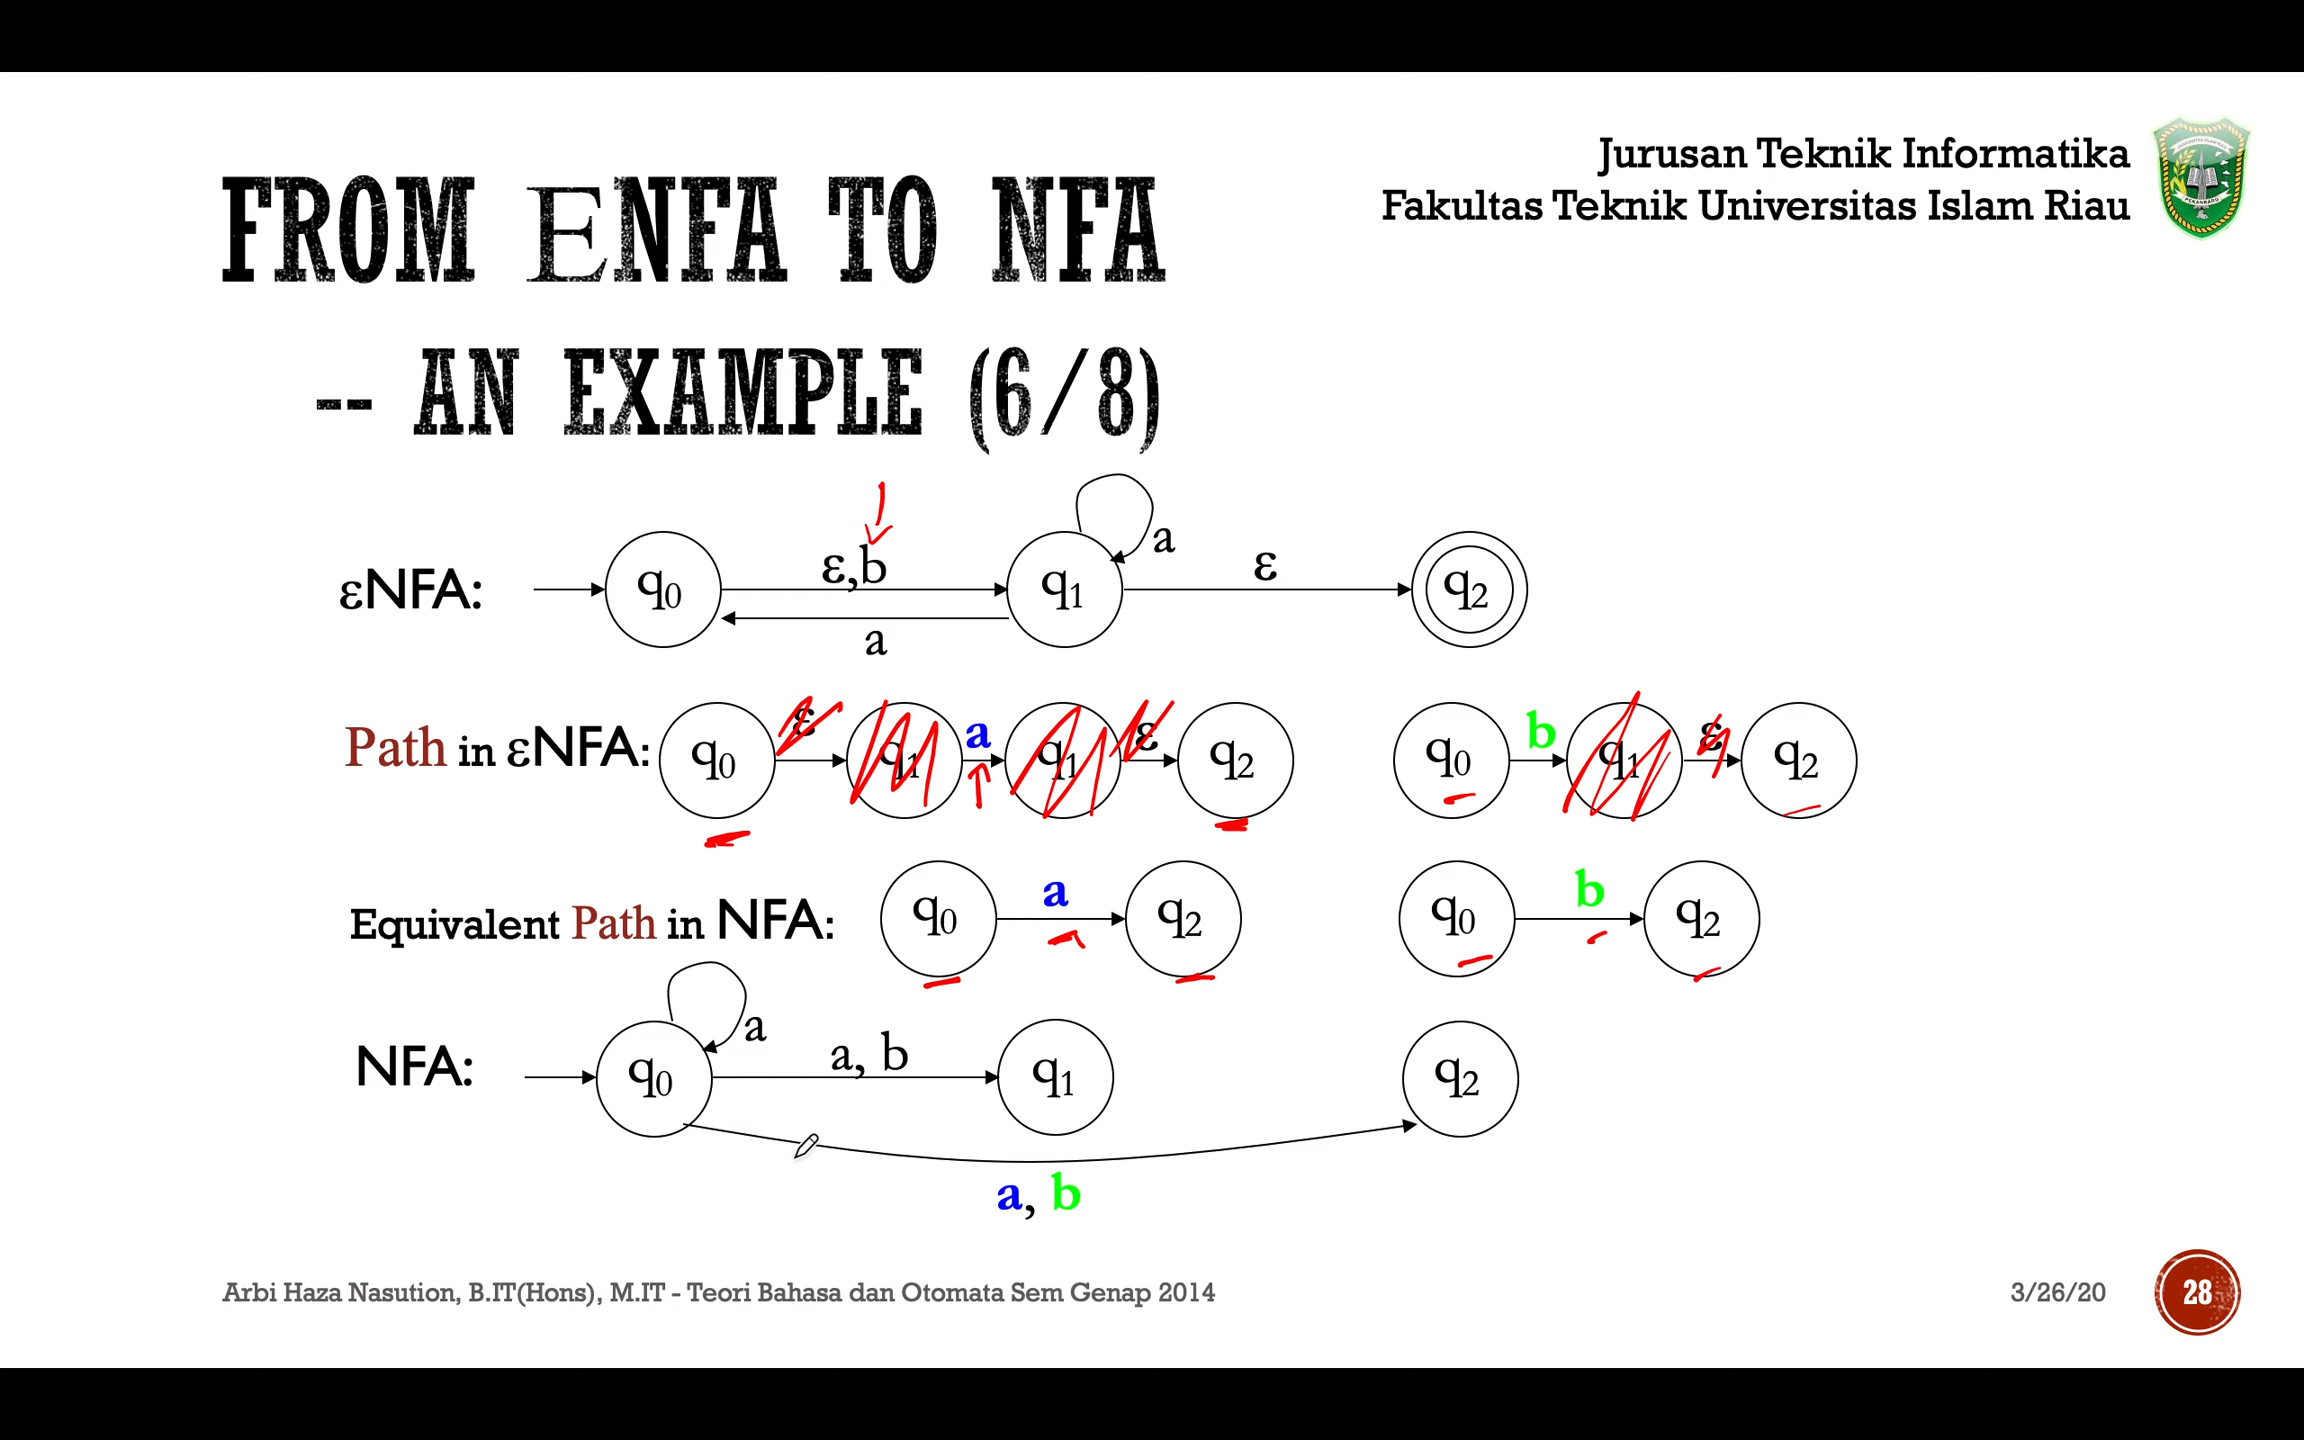 Jurusan Teknik Informatika
Fakultas Teknik Universitas Islam Riau
FROM ENFA TO NFA
-- AN EXAMPLE (6/8)
εNFA: q0 ε,b a q1 a ε q2
Path in εNFA: q0 ε q1 a q1 ε q2 q0 b q1 ε q2
Equivalent Path in NFA: q0 a q2 q0 b q2
NFA: q0 a a, b q1 q2
a, b
Arbi Haza Nasution, B.IT(Hons), M.IT - Teori Bahasa dan Otomata Sem Genap 2014 3/26/20 28